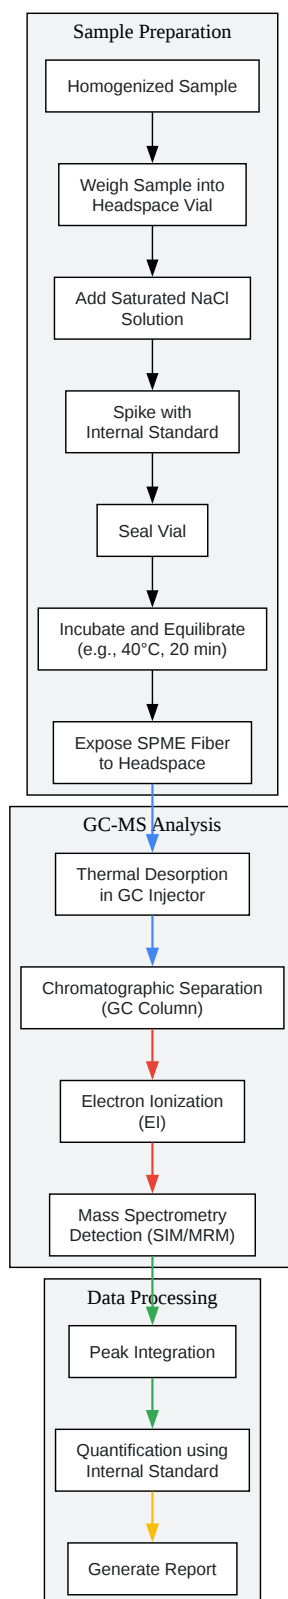 Sample Preparation
Homogenized Sample
Weigh Sample into
Headspace Vial
Add Saturated NaCl
Solution
Spike with
Internal Standard
Seal Vial
Incubate and Equilibrate
(e.g., 40°C, 20 min)
Expose SPME Fiber
to Headspace
GC-MS Analysis
Thermal Desorption
in GC Injector
Chromatographic Separation
(GC Column)
Electron Ionization
(EI)
Mass Spectrometry
Detection (SIM/MRM)
Data Processing
Peak Integration
Quantification using
Internal Standard
Generate Report